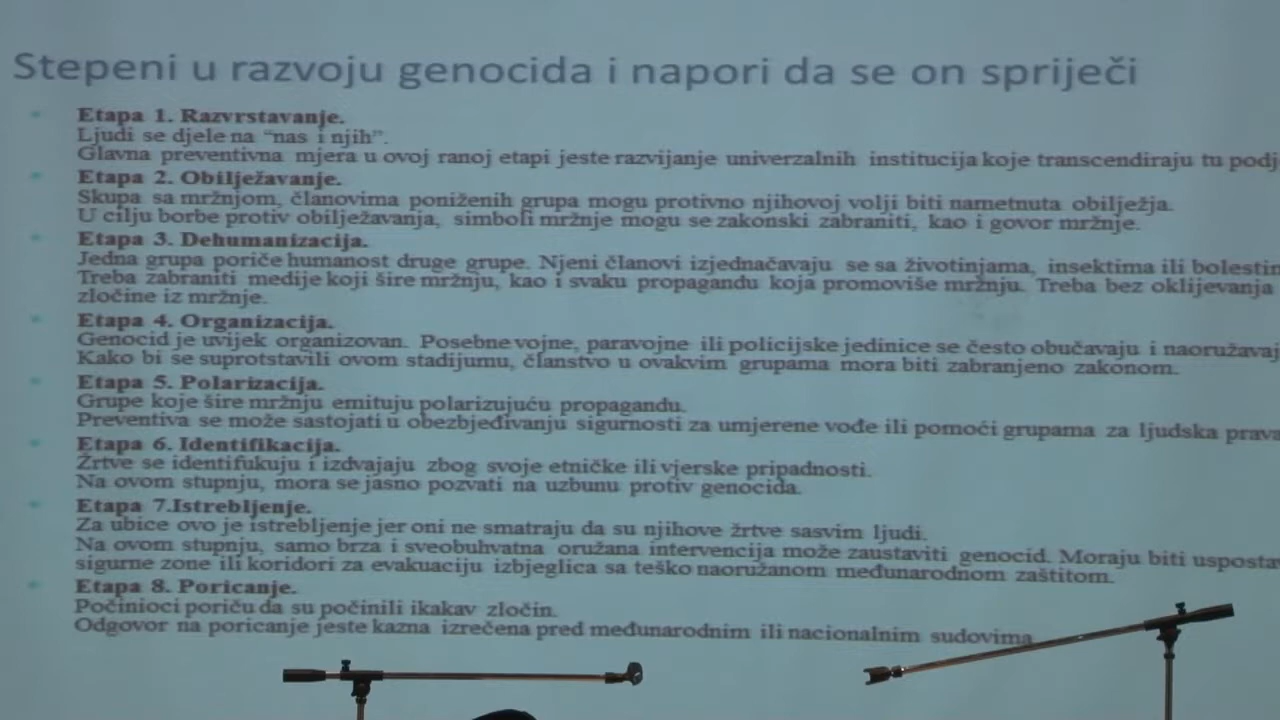 Stepeni u razvoju genocida i napori da se on spriječi
Etapa 1. Razvrstavanje.
Ljudi se djele na “nas i njih”.
Glavna preventivna mjera u ovoj ranoj etapi jeste razvijanje univerzalnih institucija koje transcendiraju tu podj
Etapa 2. Obilježavanje.
Skupa sa mržnjom, članovima poniženih grupa mogu protivno njihovoj volji biti nametnuta obilježja.
U cilju borbe protiv obilježavanja, simboli mržnje mogu se zakonski zabraniti, kao i govor mržnje.
Etapa 3. Dehumanizacija.
Jedna grupa poriče humanost druge grupe. Njeni članovi izjednačavaju se sa životinjama, insektima ili bolestim
Treba zabraniti medije koji šire mržnju, kao i svaku propagandu koja promoviše mržnju. Treba bez oklijevanja
zločine iz mržnje.
Etapa 4. Organizacija.
Genocid je uvijek organizovan. Posebne vojne, paravojne ili policijske jedinice se često obučavaju i naoružavaj
Kako bi se suprotstavili ovom stadijumu, članstvo u ovakvim grupama mora biti zabranjeno zakonom.
Etapa 5. Polarizacija.
Grupe koje šire mržnju emituju polarizujuću propagandu.
Preventiva se može sastojati u obezbjeđivanju sigurnosti za umjerene vođe ili pomoći grupama za ljudska prava
Etapa 6. Identifikacija.
Žrtve se identifukuju i izdvajaju zbog svoje etničke ili vjerske pripadnosti.
Na ovom stupnju, mora se jasno pozvati na uzbunu protiv genocida.
Etapa 7.Istrebljenje.
Za ubice ovo je istrebljenje jer oni ne smatraju da su njihove žrtve sasvim ljudi.
Na ovom stupnju, samo brza i sveobuhvatna oružana intervencija može zaustaviti genocid. Moraju biti uspostav
sigurne zone ili koridori za evakuaciju izbjeglica sa teško naoružanom međunarodnom zaštitom.
Etapa 8. Poricanje.
Počinioci poriču da su počinili ikakav zločin.
Odgovor na poricanje jeste kazna izrečena pred međunarodnim ili nacionalnim sudovima.